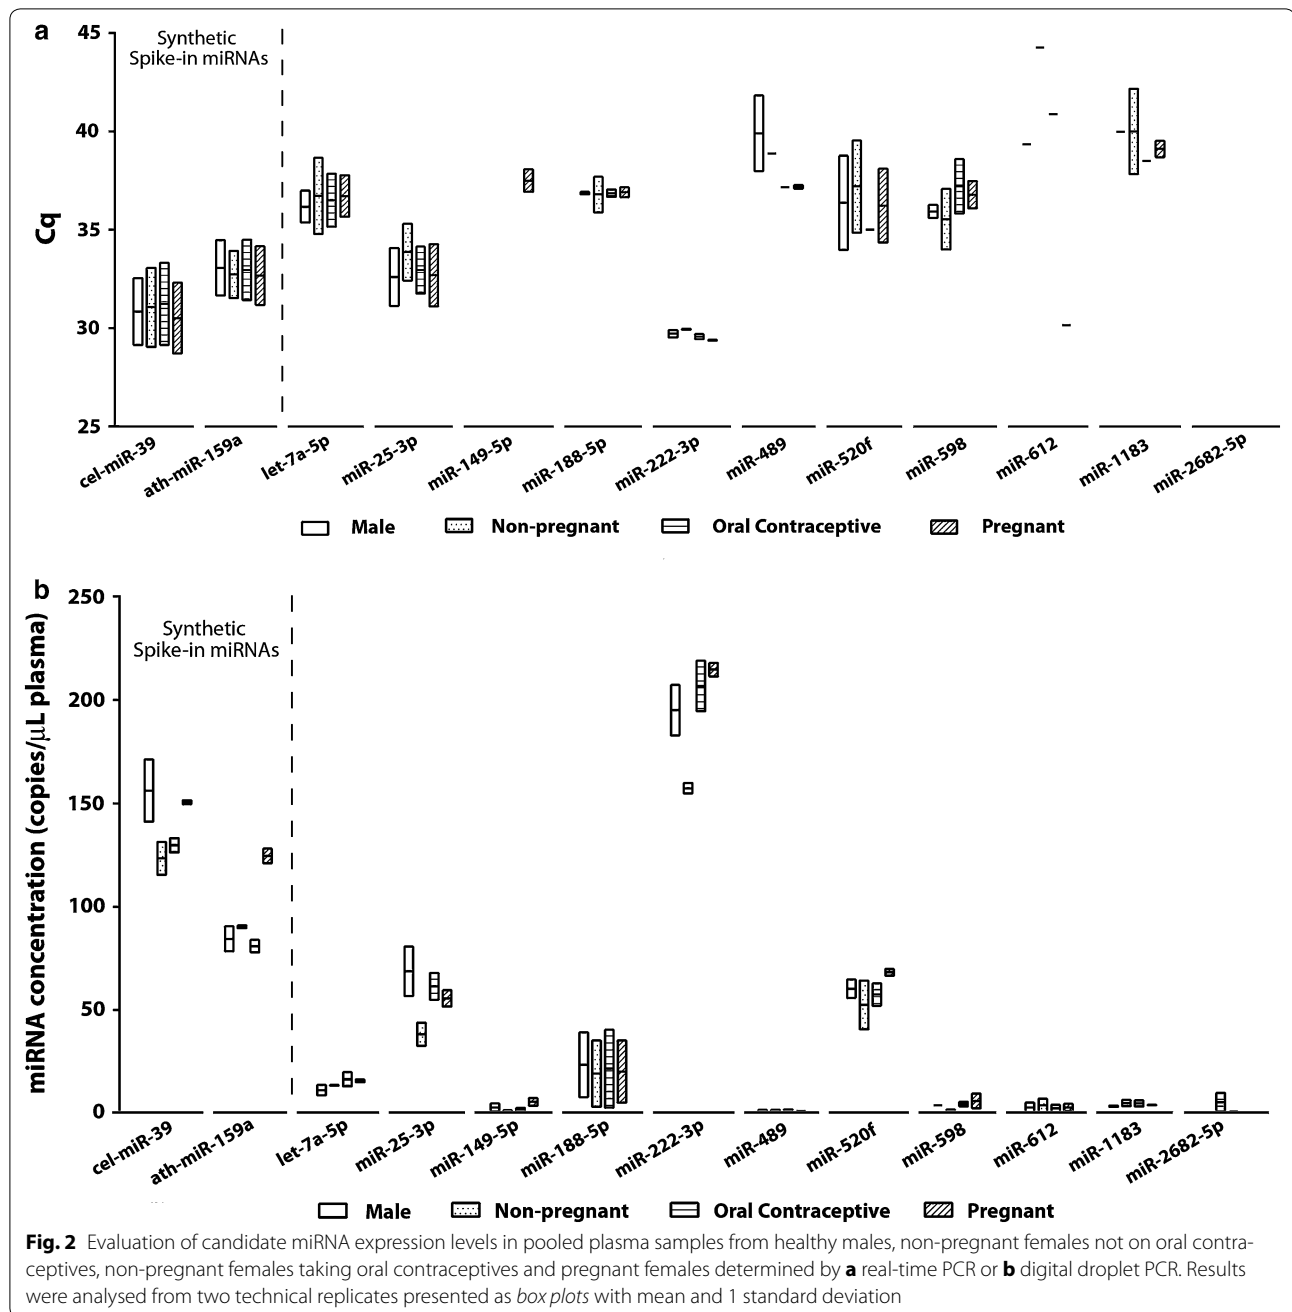 a
45
Synthetic
Spike-in miRNAs
40
35
30
25
Cq
cel-miR-39
ath-miR-159a
let-7a-5p
miR-25-3p
miR-149-5p
miR-188-5p
miR-222-3p
miR-489
miR-520f
miR-598
miR-612
miR-1183
miR-2682-5p
Male Non-pregnant Oral Contraceptive Pregnant
b
250
Synthetic
Spike-in miRNAs
200
150
100
50
0
miRNA concentration (copies/μL plasma)
cel-miR-39
ath-miR-159a
let-7a-5p
miR-25-3p
miR-149-5p
miR-188-5p
miR-222-3p
miR-489
miR-520f
miR-598
miR-612
miR-1183
miR-2682-5p
Male Non-pregnant Oral Contraceptive Pregnant
Fig. 2 Evaluation of candidate miRNA expression levels in pooled plasma samples from healthy males, non-pregnant females not on oral contra-
ceptives, non-pregnant females taking oral contraceptives and pregnant females determined by a real-time PCR or b digital droplet PCR. Results
were analysed from two technical replicates presented as box plots with mean and 1 standard deviation